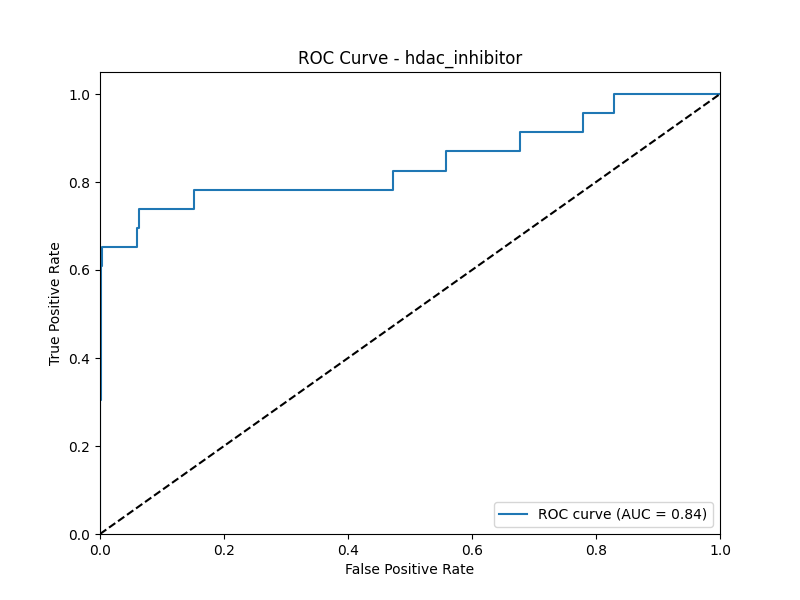 ROC Curve - hdac_inhibitor
True Positive Rate
1.0
0.8
0.6
0.4
0.2
0.0
0.0 0.2 0.4 0.6 0.8 1.0
False Positive Rate
ROC curve (AUC = 0.84)